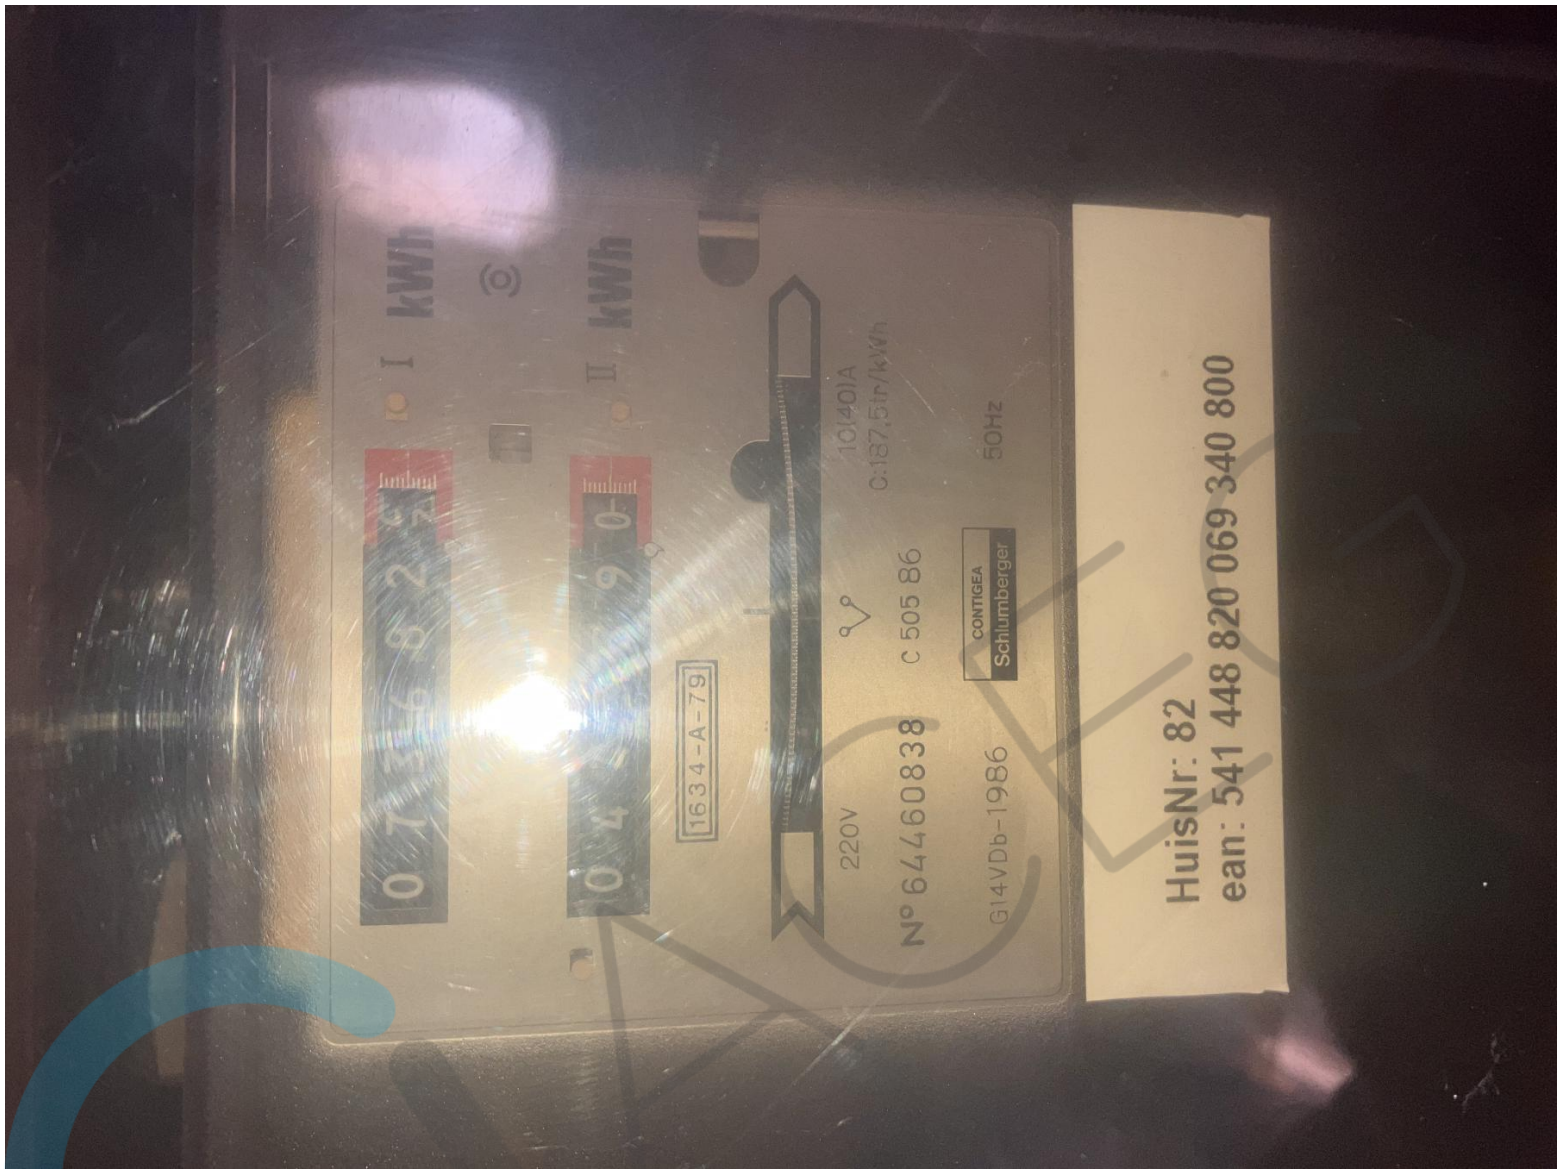 0 7 3 6 8 2
I kWh
0 4 9 0
II kWh
1634-A-79
220V
10(40)A
C:187,5tr/kWh
Nº 64460838
C 505 86
G14VDb-1986
CONTIGEA
Schlumberger
50Hz
HuisNr: 82
ean: 541 448 820 069 340 800